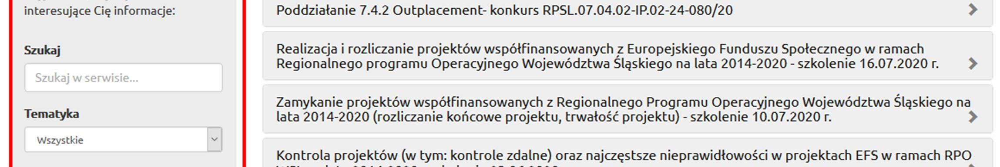 interesujące Cię informacje:
Szukaj
Szukaj w serwisie...
Tematyka
Wszystkie
Poddziałanie 7.4.2 Outplacement- konkurs RPSL.07.04.02-IP.02-24-080/20
Realizacja i rozliczanie projektów współfinansowanych z Europejskiego Funduszu Społecznego w ramach
Regionalnego programu Operacyjnego Województwa Śląskiego na lata 2014-2020 - szkolenie 16.07.2020 r.
Zamykanie projektów współfinansowanych z Regionalnego Programu Operacyjnego Województwa Śląskiego na
lata 2014-2020 (rozliczanie końcowe projektu, trwałość projektu) - szkolenie 10.07.2020 r.
Kontrola projektów (w tym: kontrole zdalne) oraz najczęstsze nieprawidłowości w projektach EFS w ramach RPO